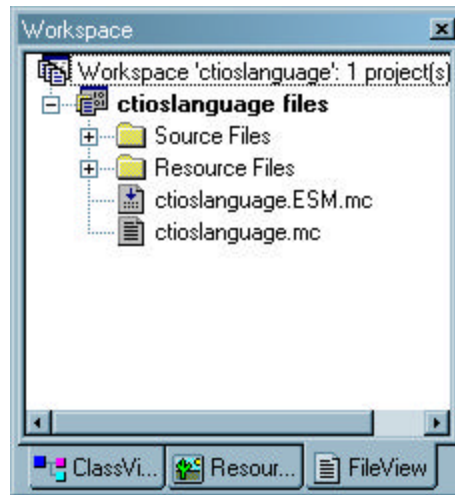 Workspace
Workspace 'ctioslanguage': 1 project(s)
ctioslanguage files
Source Files
Resource Files
ctioslanguage.ESM.mc
ctioslanguage.mc
ClassVi... Resour... FileView